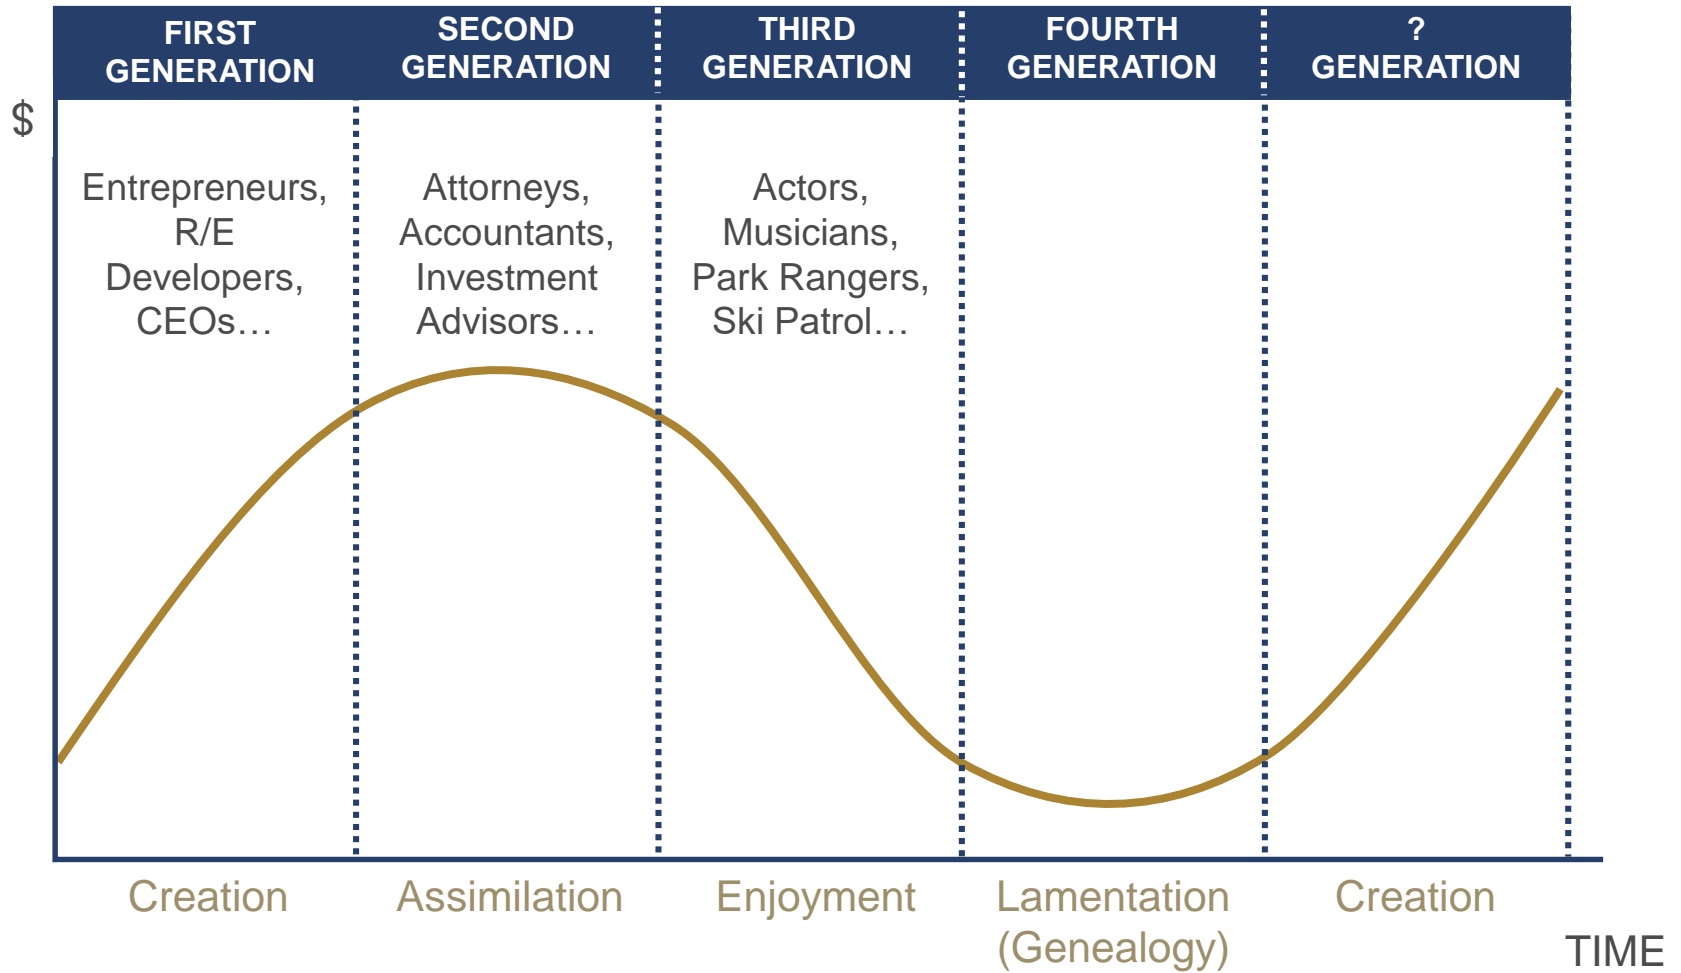 FIRST
GENERATION
SECOND
GENERATION
THIRD
GENERATION
FOURTH
GENERATION
?
GENERATION
$
Entrepreneurs,
R/E
Developers,
CEOs…
Attorneys,
Accountants,
Investment
Advisors…
Actors,
Musicians,
Park Rangers,
Ski Patrol…
Creation
Assimilation
Enjoyment
Lamentation
(Genealogy)
Creation
TIME